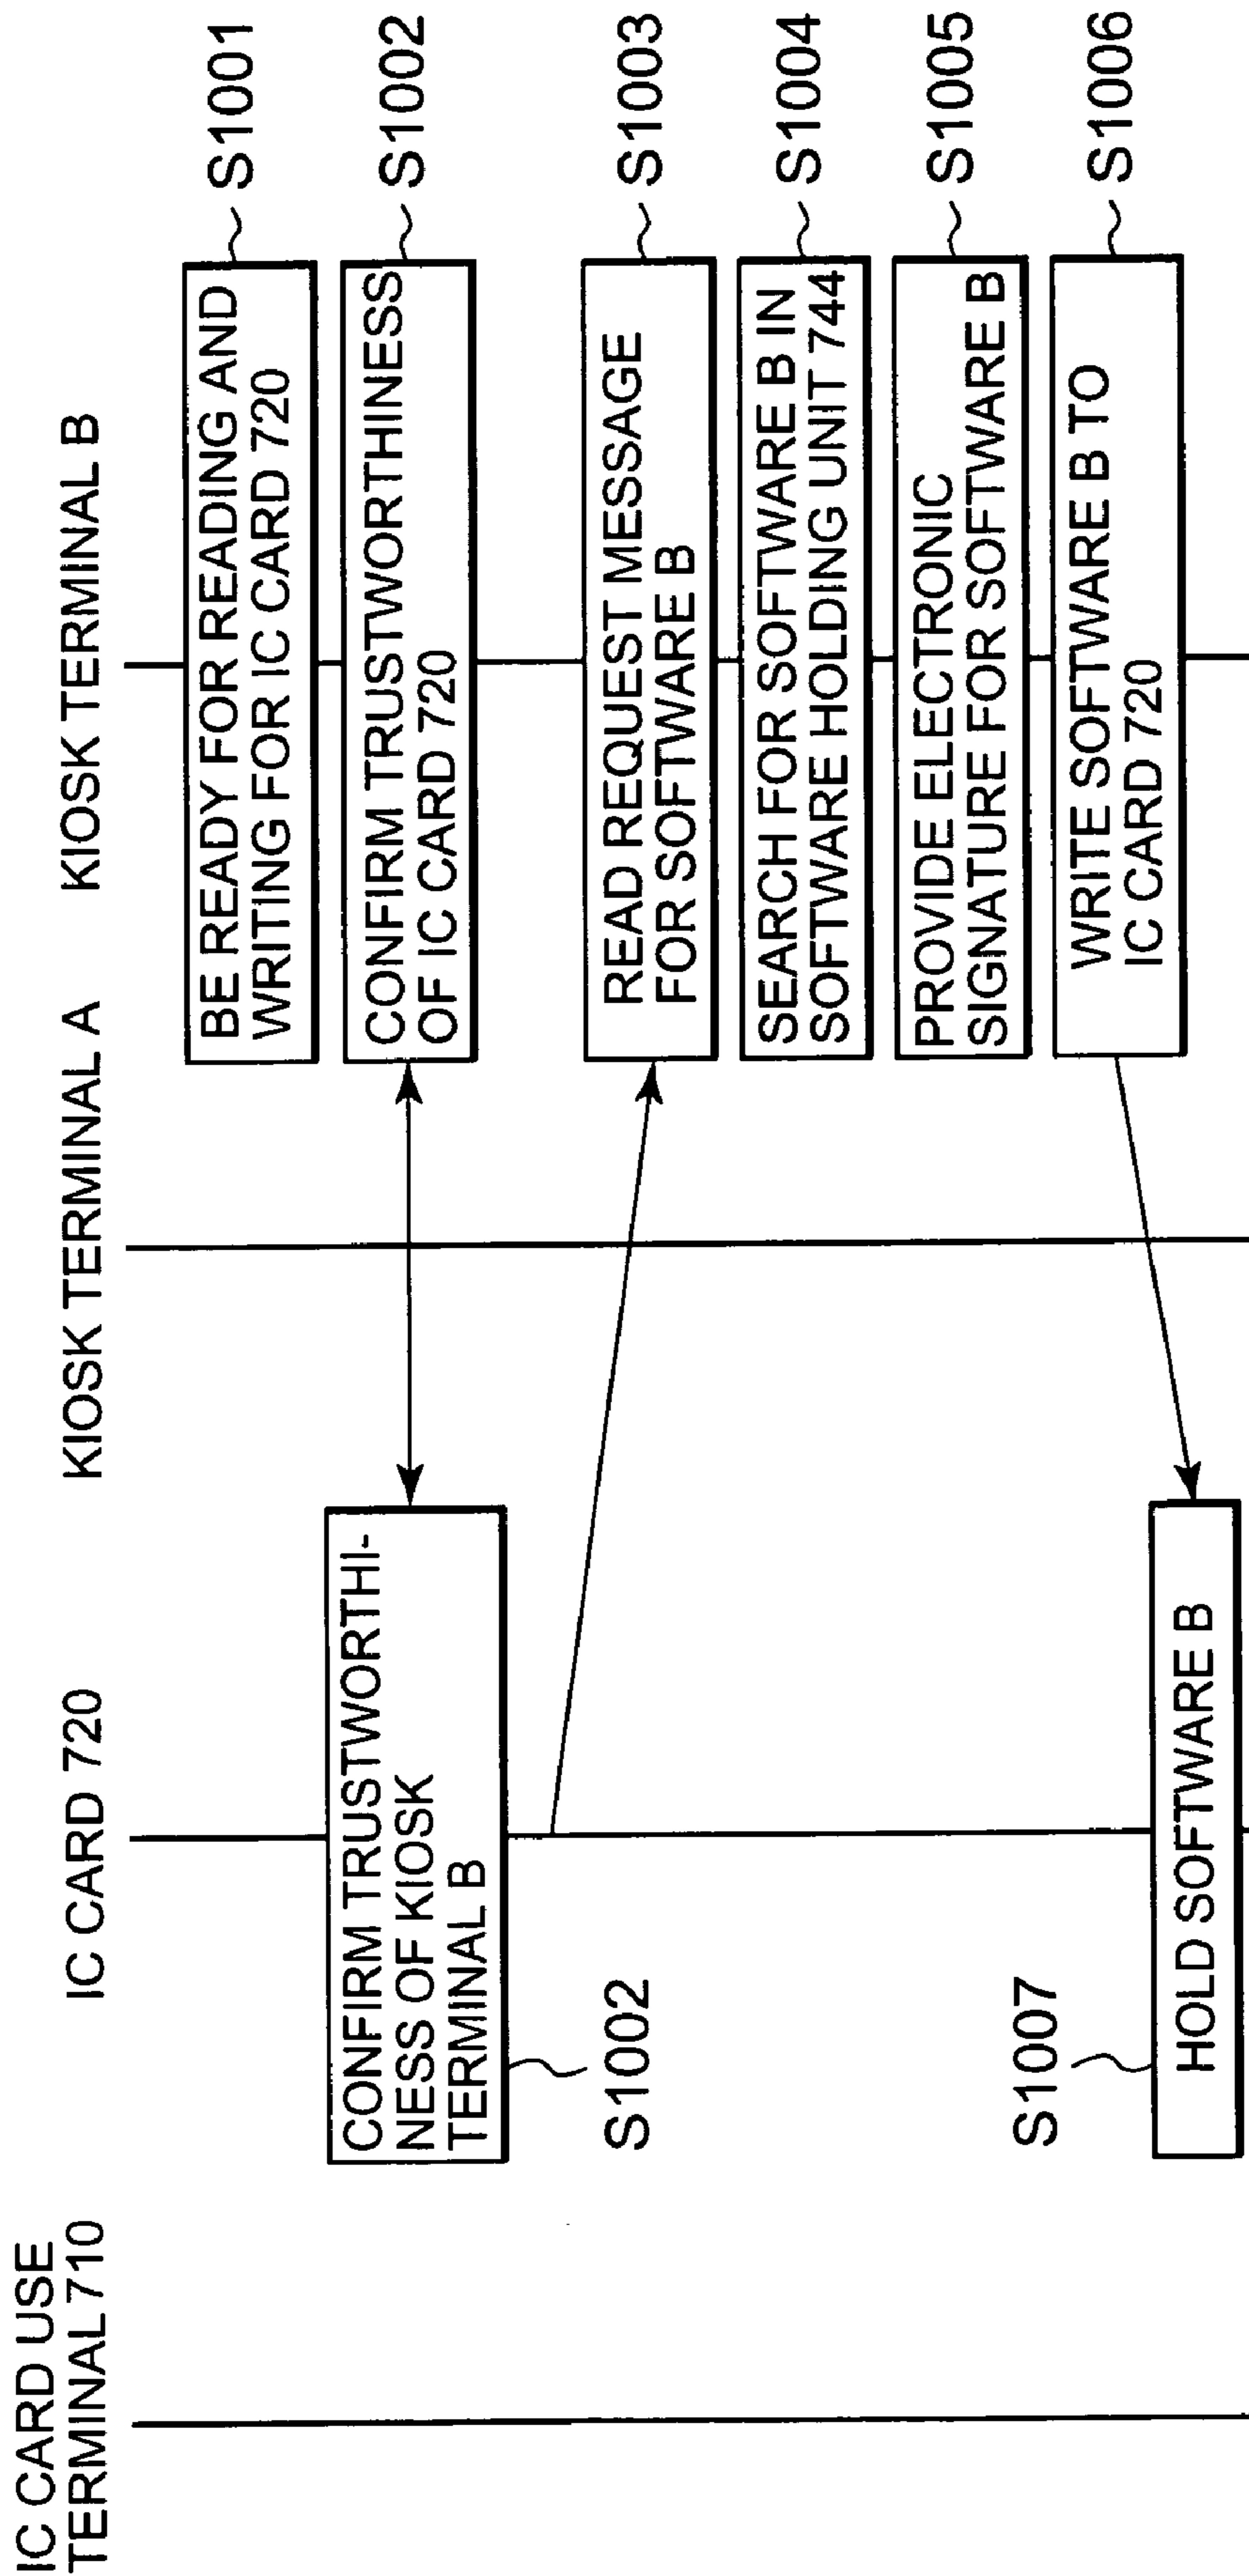 IC CARD USE
TERMINAL 710
IC CARD 720
KIOSK TERMINAL A
KIOSK TERMINAL B
BE READY FOR READING AND
WRITING FOR IC CARD 720
S1001
CONFIRM TRUSTWORTHI-
NESS OF KIOSK
TERMINAL B
S1002
CONFIRM TRUSTWORTHINESS
OF IC CARD 720
S1002
READ REQUEST MESSAGE
FOR SOFTWARE B
S1003
SEARCH FOR SOFTWARE B IN
SOFTWARE HOLDING UNIT 744
S1004
PROVIDE ELECTRONIC
SIGNATURE FOR SOFTWARE B
S1005
WRITE SOFTWARE B TO
IC CARD 720
S1006
S1007
HOLD SOFTWARE B